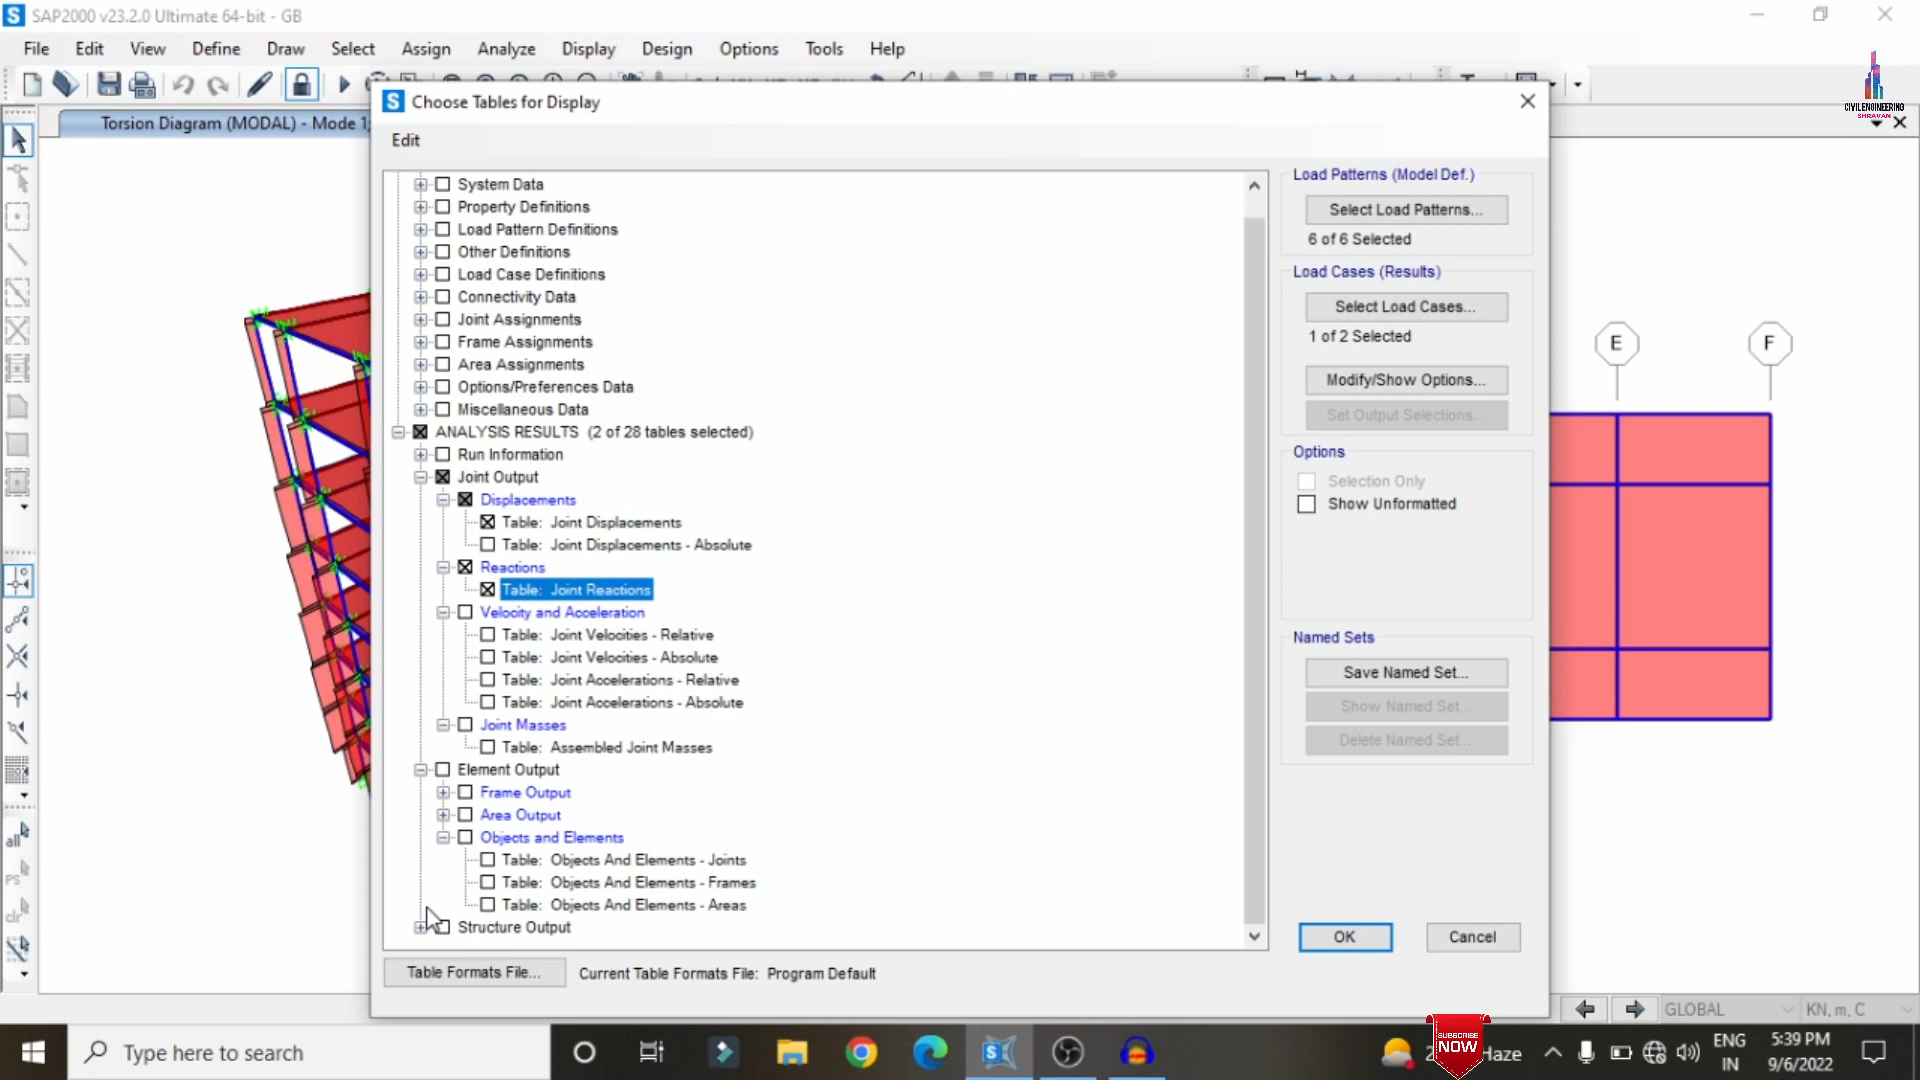 SAP2000 v23.2.0 Ultimate 64-bit - GB
File Edit View Define Draw Select Assign Analyze Display Design Options Tools Help
CIVIL ENGINEERING
SHRAVAN
Torsion Diagram (MODAL) - Mode 1;
Choose Tables for Display
Edit
System Data
Property Definitions
Load Pattern Definitions
Other Definitions
Load Case Definitions
Connectivity Data
Joint Assignments
Frame Assignments
Area Assignments
Options/Preferences Data
Miscellaneous Data
ANALYSIS RESULTS (2 of 28 tables selected)
Run Information
Joint Output
Displacements
Table: Joint Displacements
Table: Joint Displacements - Absolute
Reactions
Table: Joint Reactions
Velocity and Acceleration
Table: Joint Velocities - Relative
Table: Joint Velocities - Absolute
Table: Joint Accelerations - Relative
Table: Joint Accelerations - Absolute
Joint Masses
Table: Assembled Joint Masses
Element Output
Frame Output
Area Output
Objects and Elements
Table: Objects And Elements - Joints
Table: Objects And Elements - Frames
Table: Objects And Elements - Areas
Structure Output
Table Formats File... Current Table Formats File: Program Default
Load Patterns (Model Def.)
Select Load Patterns...
6 of 6 Selected
Load Cases (Results)
Select Load Cases...
1 of 2 Selected
Modify/Show Options...
Set Output Selections...
Options
Selection Only
Show Unformatted
Named Sets
Save Named Set...
Show Named Set...
Delete Named Set...
OK Cancel
E F
all
PS
clr
GLOBAL KN, m, C
Type here to search
SUBSCRIBE
NOW
Haze
ENG
IN
5:39 PM
9/6/2022